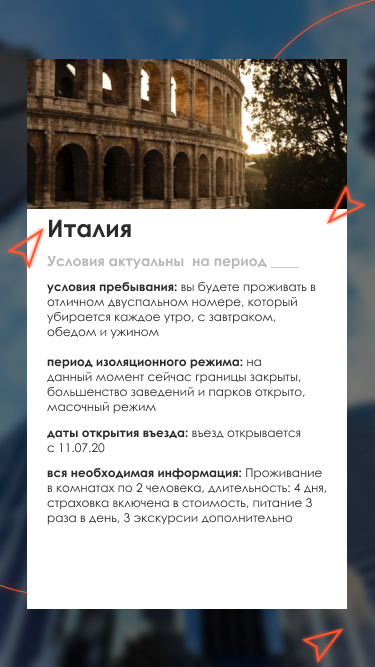 Италия
Условия актуальны на период ____
условия пребывания: вы будете проживать в
отличном двуспальном номере, который
убирается каждое утро, с завтраком,
обедом и ужином
период изоляционного режима: на
данный момент сейчас границы закрыты,
большенство заведений и парков открыто,
масочный режим
даты открытия въезда: въезд открывается
с 11.07.20
вся необходимая информация: Проживание
в комнатах по 2 человека, длительность: 4 дня,
страховка включена в стоимость, питание 3
раза в день, 3 экскурсии дополнительно